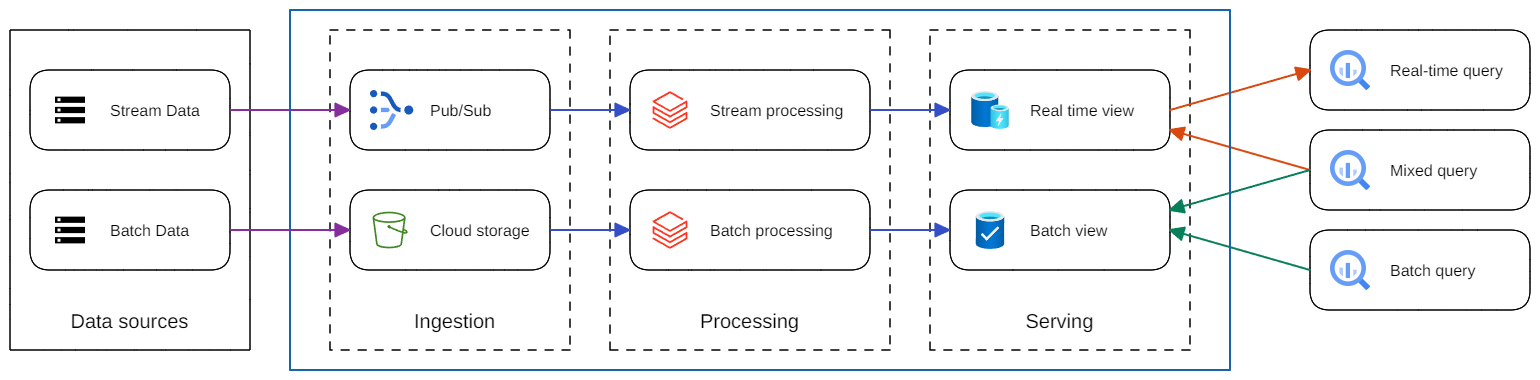 Stream Data
Pub/Sub
Stream processing
Real time view
Real-time query
Mixed query
Batch Data
Cloud storage
Batch processing
Batch view
Batch query
Data sources
Ingestion
Processing
Serving